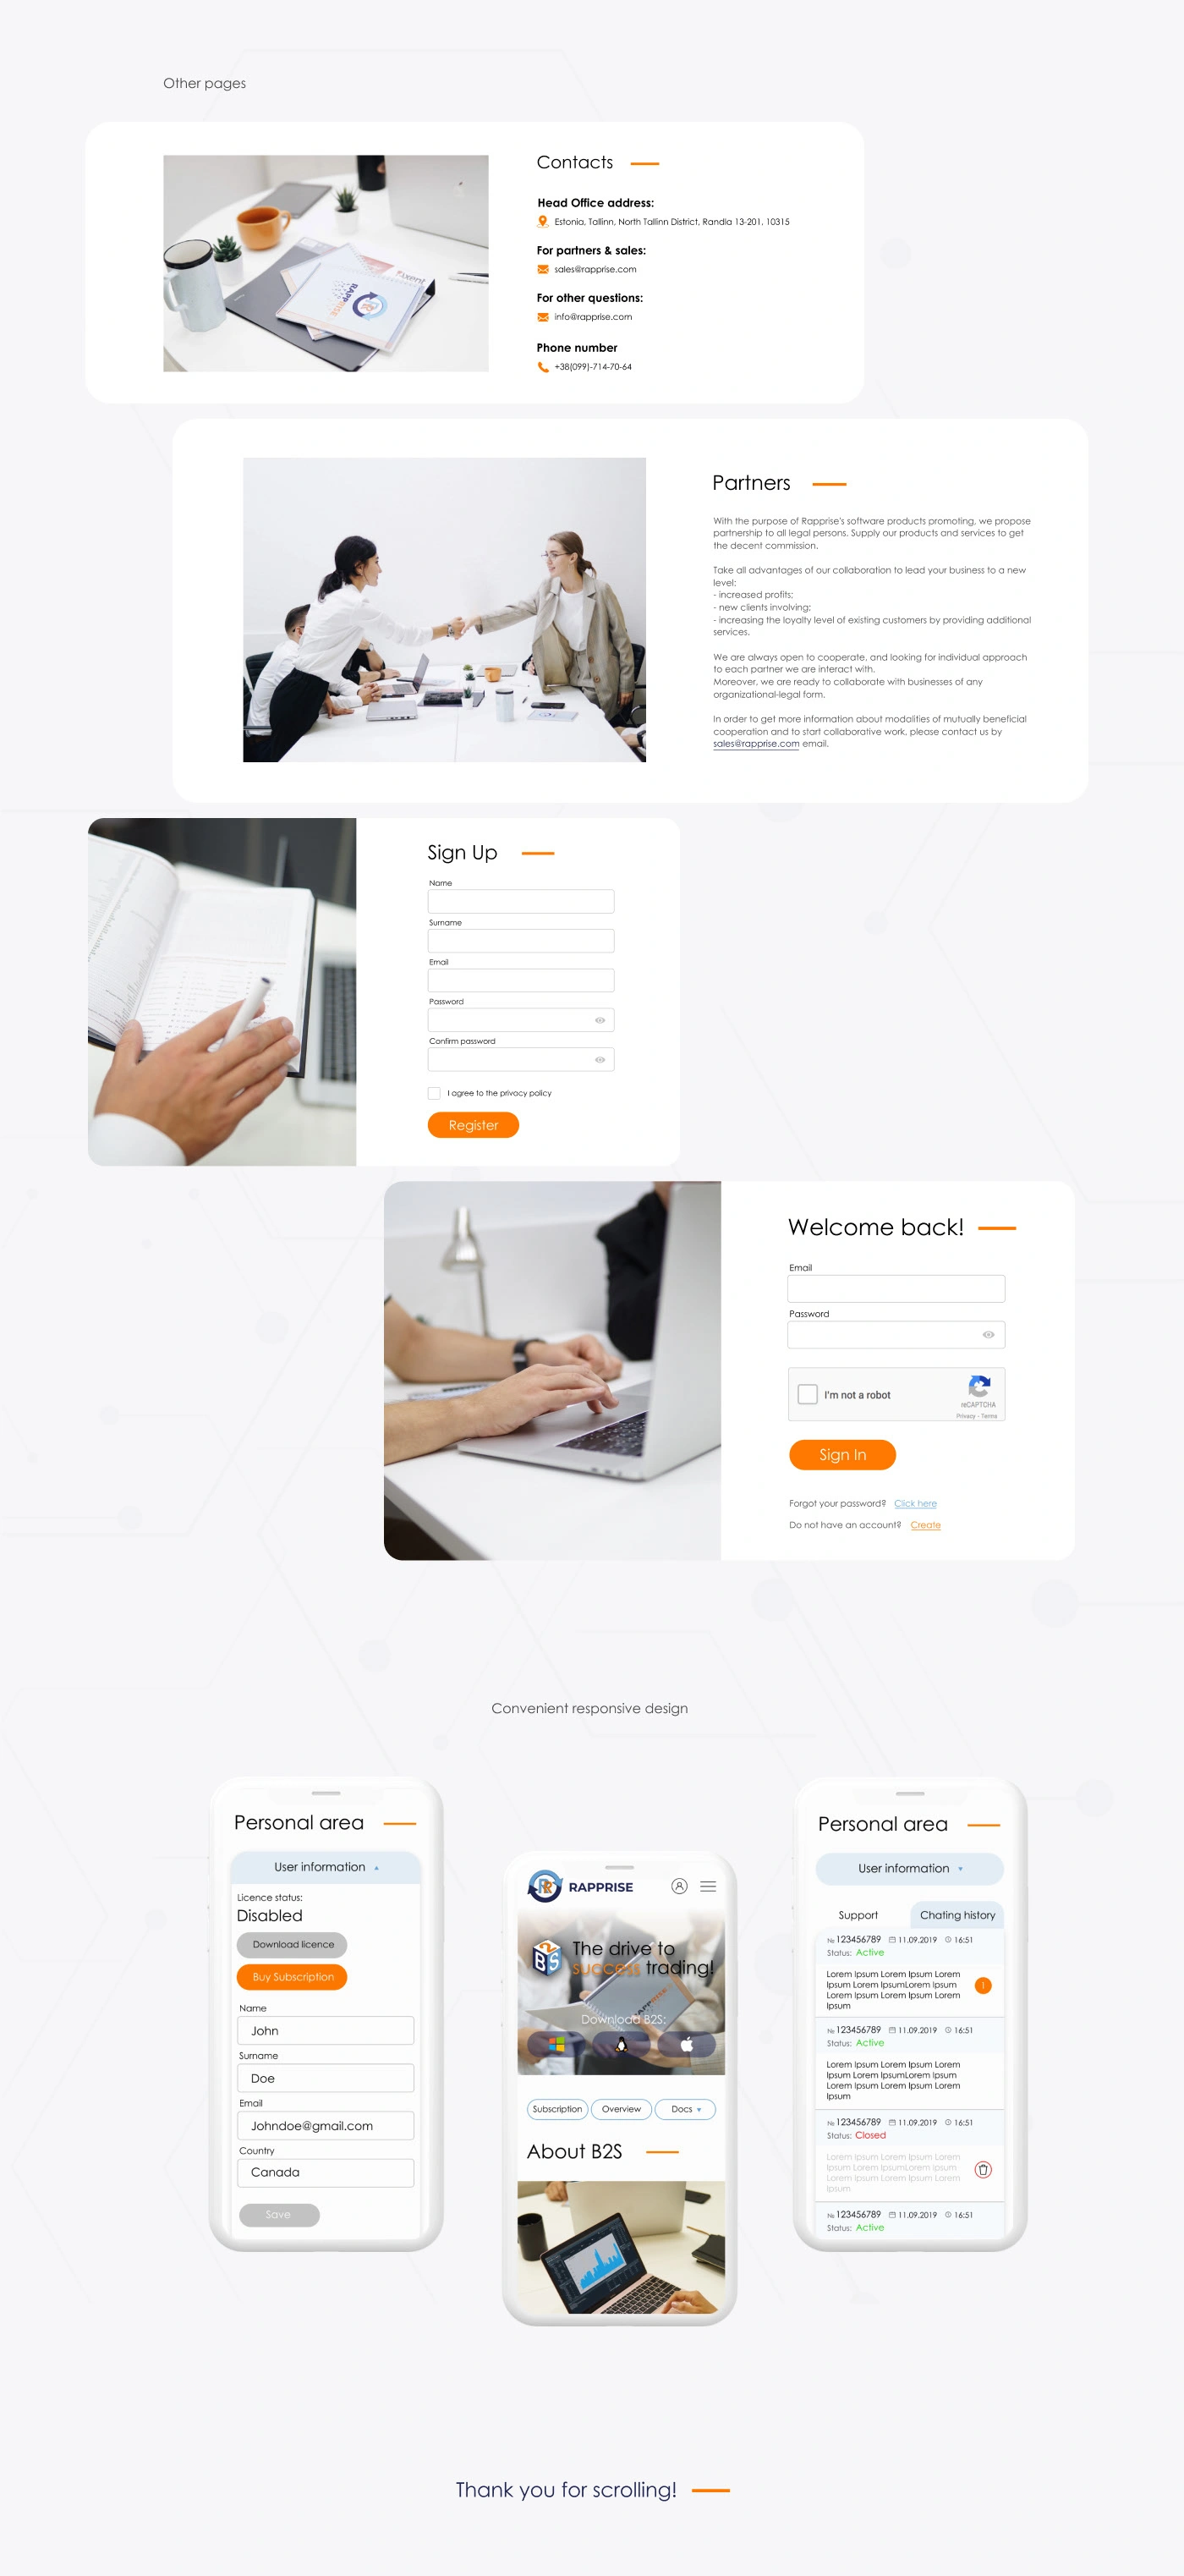 Other pages
Contacts
Head Office address:
Estonia, Tallinn, North Tallinn District, Randla 13-201, 10315
For partners & sales:
sales@rapprise.com
For other questions:
info@rapprise.com
Phone number
+38(099)-714-70-64
RAPPRISE
Partners
With the purpose of Rapprise's software products promoting, we propose
partnership to all legal persons. Supply our products and services to get
the decent commission.
Take all advantages of our collaboration to lead your business to a new
level:
- increased profits;
- new clients involving;
- increasing the loyalty level of existing customers by providing additional
services.
We are always open to cooperate, and looking for individual approach
to each partner we are interact with.
Moreover, we are ready to collaborate with businesses of any
organizational-legal form.
In order to get more information about modalities of mutually beneficial
cooperation and to start collaborative work, please contact us by
sales@rapprise.com email.
Sign Up
Name
Surname
Email
Password
Confirm password
I agree to the privacy policy
Register
Welcome back!
Email
Password
I'm not a robot
reCAPTCHA
Privacy - Terms
Sign In
Forgot your password? Click here
Do not have an account? Create
Convenient responsive design
Personal area
User information
Licence status:
Disabled
Download licence
Buy Subscription
Name
John
Surname
Doe
Email
Johndoe@gmail.com
Country
Canada
Save
RAPPRISE
B2S
The drive to
success trading!
RAPPRISE
Download B2S:
Subscription Overview Docs
About B2S
Personal area
User information
Support Chating history
№ 123456789 11.09.2019 16:51
Status: Active
Lorem Ipsum Lorem Ipsum Lorem
Ipsum Lorem IpsumLorem Ipsum
Lorem Ipsum Lorem Ipsum Lorem
Ipsum
1
№ 123456789 11.09.2019 16:51
Status: Active
Lorem Ipsum Lorem Ipsum Lorem
Ipsum Lorem IpsumLorem Ipsum
Lorem Ipsum Lorem Ipsum Lorem
Ipsum
№ 123456789 11.09.2019 16:51
Status: Closed
Lorem Ipsum Lorem Ipsum Lorem
Ipsum Lorem IpsumLorem Ipsum
Lorem Ipsum Lorem Ipsum Lorem
Ipsum
№ 123456789 11.09.2019 16:51
Status: Active
Thank you for scrolling!